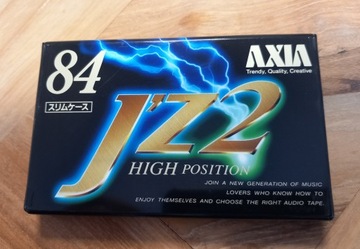 84
AXIA
Trendy, Quality, Creative
スリムケース
J'Z2
HIGH POSITION
JOIN A NEW GENERATION OF MUSIC
LOVERS WHO KNOW HOW TO
ENJOY THEMSELVES AND CHOOSE THE RIGHT AUDIO TAPE.